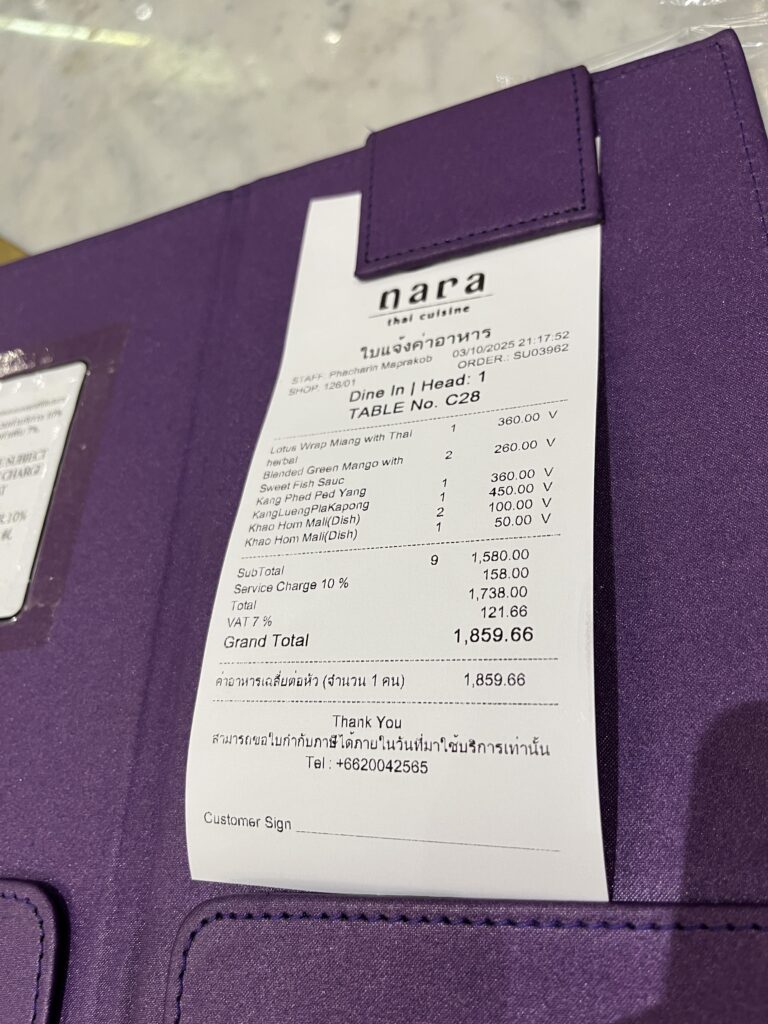 nara
thai cuisine
ใบแจ้งค่าอาหาร
STAFF: Phacharin Maprakob 03/10/2025 21:17:52
SHOP: 126/01 ORDER.: SU03962
Dine In | Head: 1
TABLE No. C28
Lotus Wrap Miang with Thai 1 360.00 V
herbal
Blended Green Mango with 2 260.00 V
Sweet Fish Sauc
Kang Phed Ped Yang 1 360.00 V
KangLuengPlaKapong 1 450.00 V
Khao Hom Mali(Dish) 2 100.00 V
Khao Hom Mali(Dish) 1 50.00 V
SubTotal 9 1,580.00
Service Charge 10 % 158.00
Total 1,738.00
VAT 7 % 121.66
Grand Total 1,859.66
ค่าอาหารเฉลี่ยต่อหัว (จำนวน 1 คน) 1,859.66
Thank You
สามารถขอใบกำกับภาษีได้ภายในวันที่มาใช้บริการเท่านั้น
Tel : +6620042565
Customer Sign
SUBJECT
CHARGE
10%